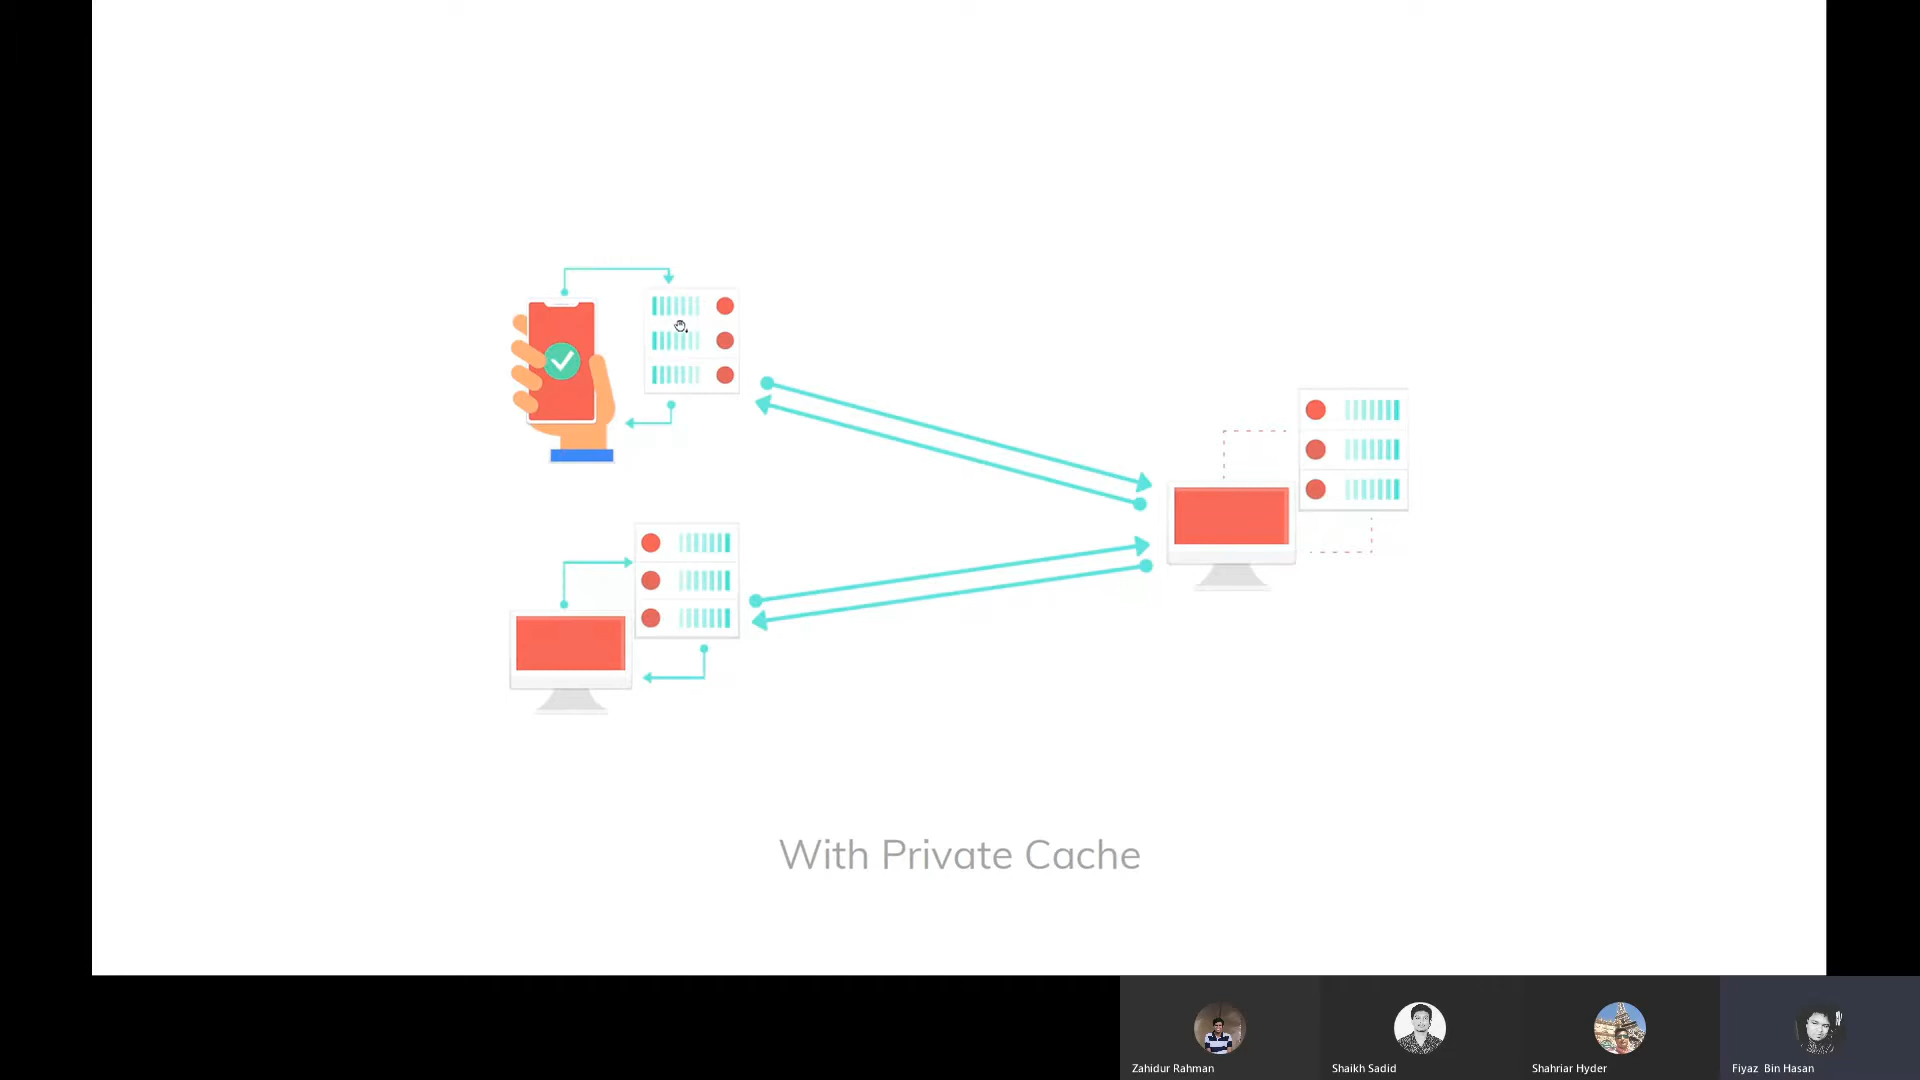 With Private Cache
Zahidur Rahman
Shaikh Sadid
Shahriar Hyder
Fiyaz Bin Hasan